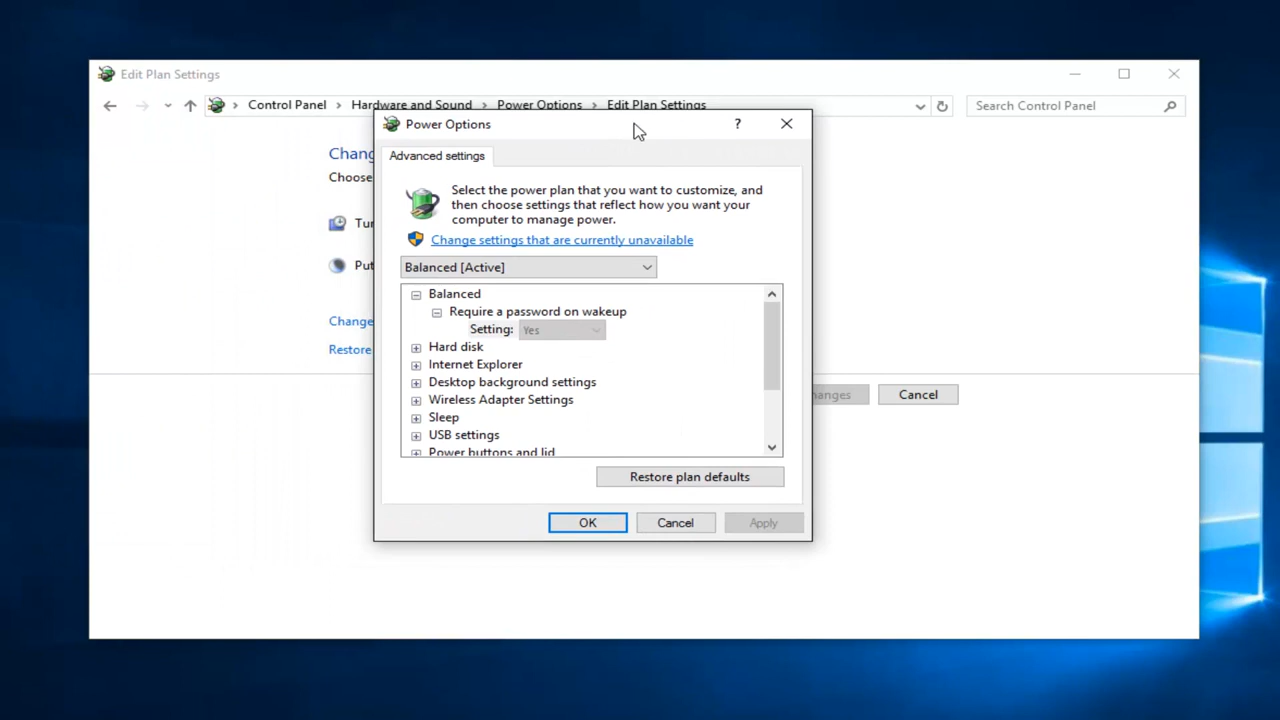 Edit Plan Settings
Control Panel > Hardware and Sound > Power Options > Edit Plan Settings
Search Control Panel
Power Options
?
Chang
Advanced settings
Choose
Select the power plan that you want to customize, and
then choose settings that reflect how you want your
computer to manage power.
Tur
Change settings that are currently unavailable
Put
Balanced [Active]
Balanced
Require a password on wakeup
Setting: Yes
Change
Hard disk
Restore
Internet Explorer
Desktop background settings
Wireless Adapter Settings
hanges
Cancel
Sleep
USB settings
Power buttons and lid
Restore plan defaults
OK
Cancel
Apply